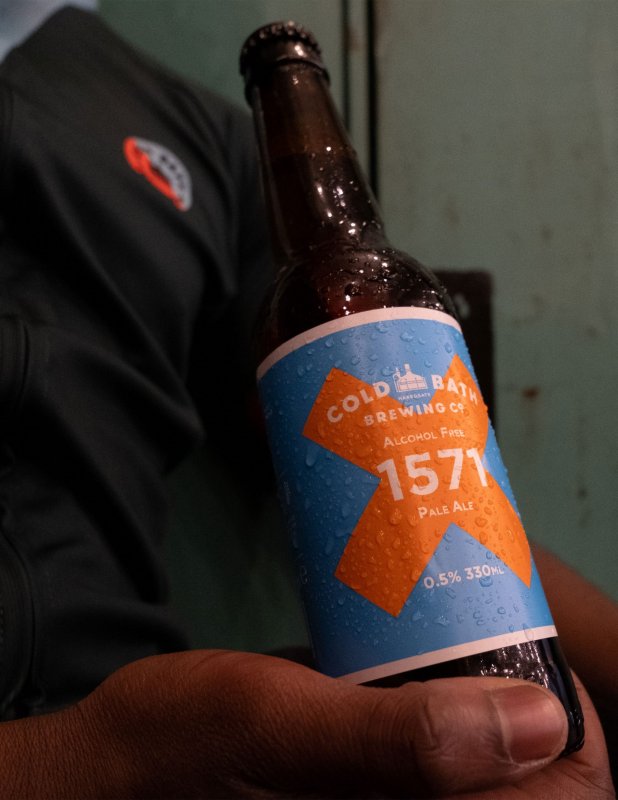 COLD BATH
HARROGATE
BREWING CO
ALCOHOL FREE
1571
PALE ALE
0.5% 330ML